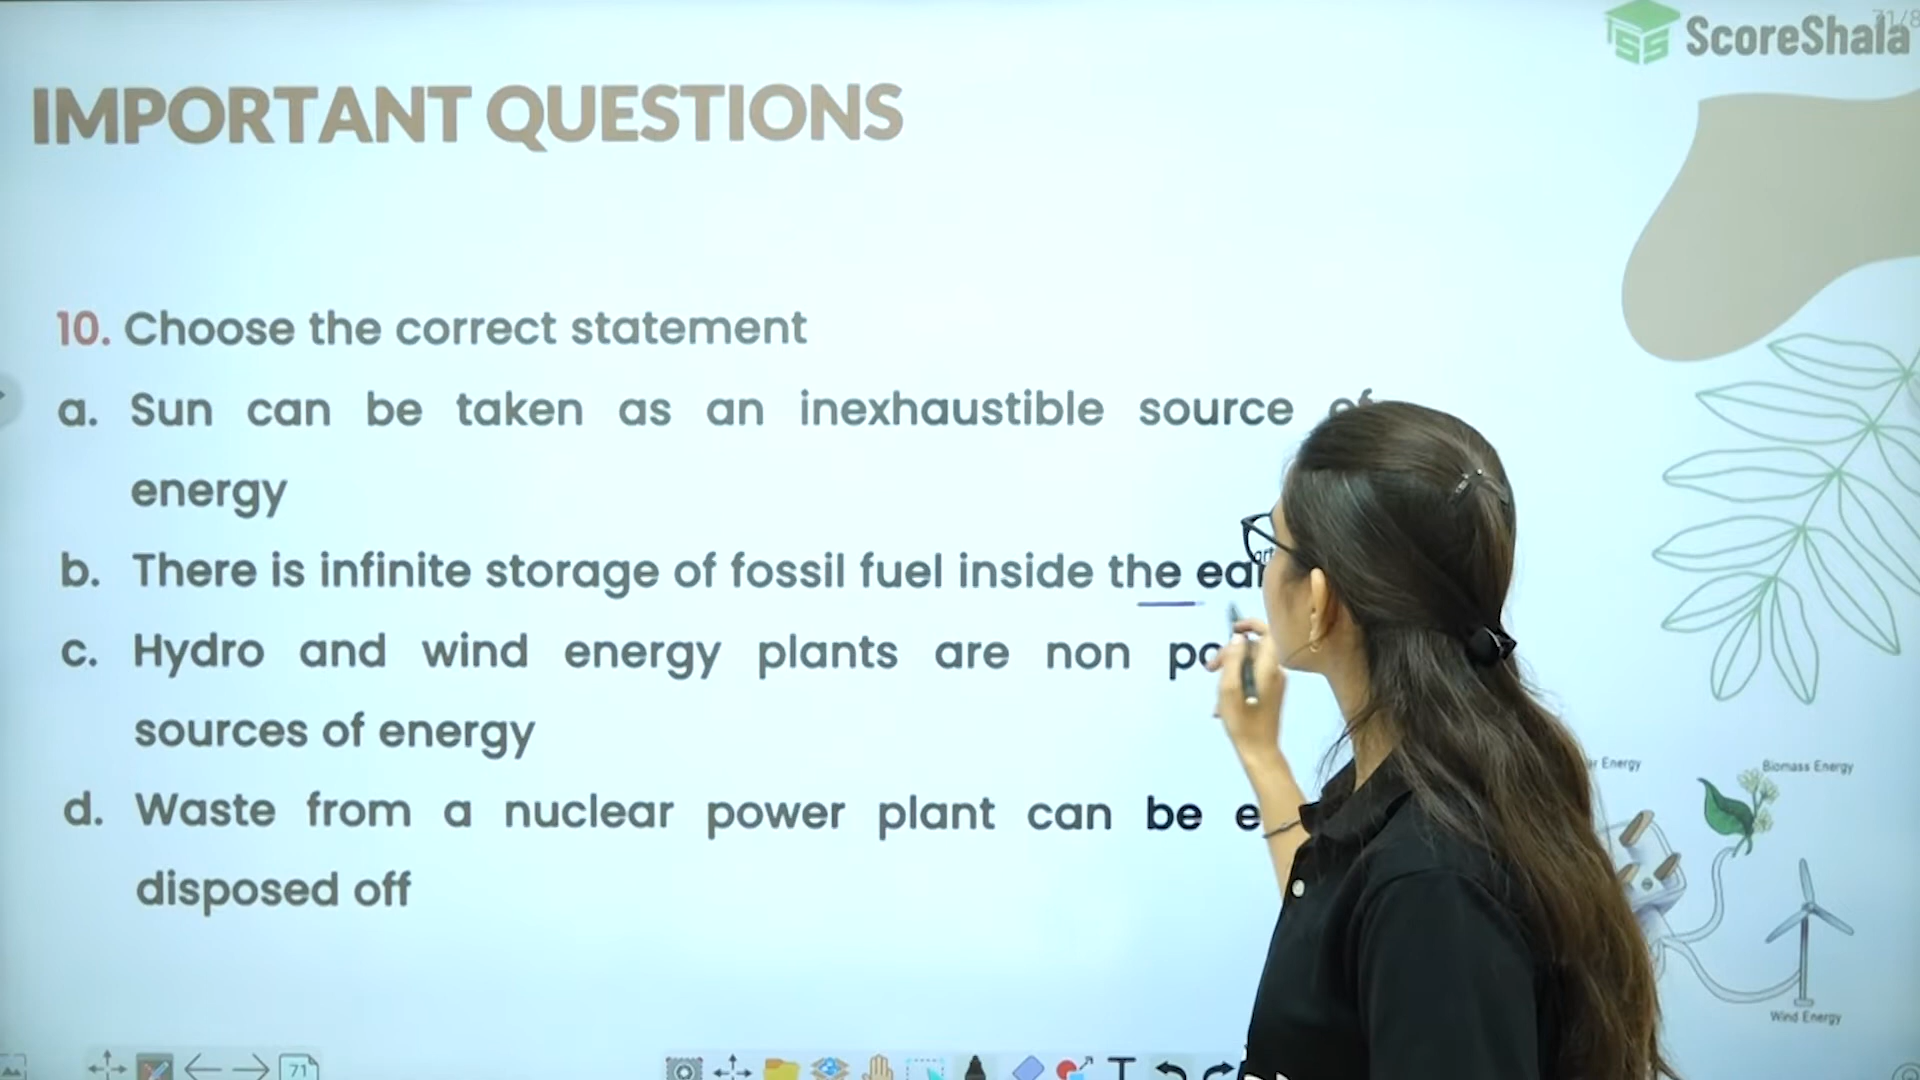 ScoreShala
IMPORTANT QUESTIONS
10. Choose the correct statement
a. Sun can be taken as an inexhaustible source of
energy
b. There is infinite storage of fossil fuel inside the
c. Hydro and wind energy plants are non
sources of energy
d. Waste from a nuclear power plant can be
disposed off
Energy
Biomass Energy
Wind Energy
71